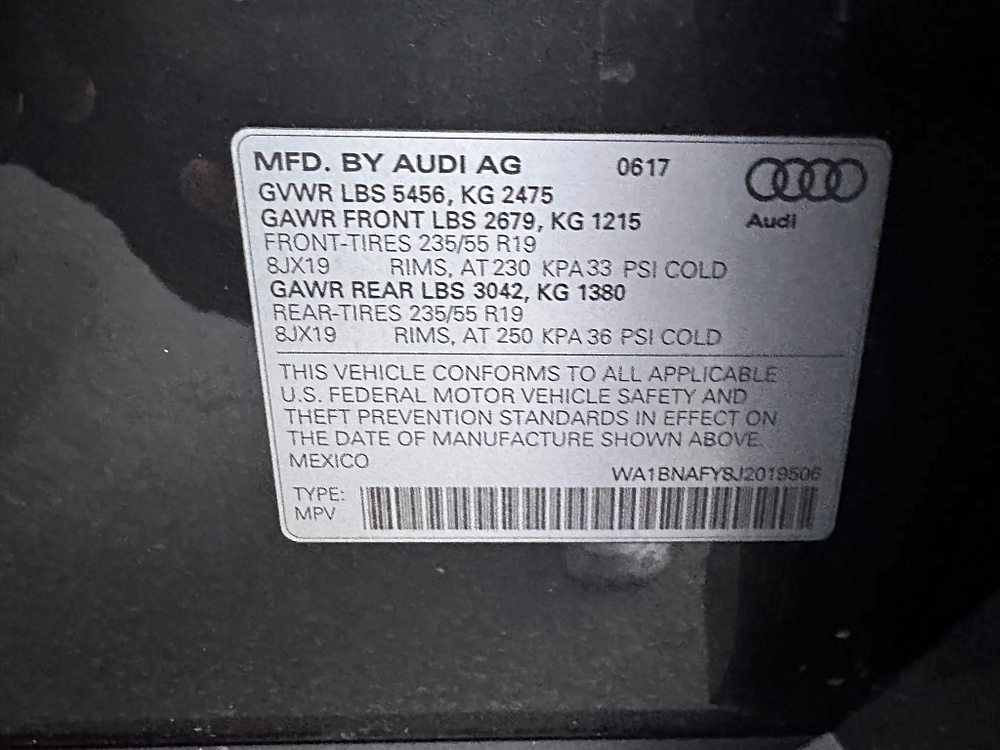 MFD. BY AUDI AG 0617
GVWR LBS 5456, KG 2475
GAWR FRONT LBS 2679, KG 1215
Audi
FRONT-TIRES 235/55 R19
8JX19 RIMS, AT 230 KPA 33 PSI COLD
GAWR REAR LBS 3042, KG 1380
REAR-TIRES 235/55 R19
8JX19 RIMS, AT 250 KPA 36 PSI COLD
THIS VEHICLE CONFORMS TO ALL APPLICABLE
U.S. FEDERAL MOTOR VEHICLE SAFETY AND
THEFT PREVENTION STANDARDS IN EFFECT ON
THE DATE OF MANUFACTURE SHOWN ABOVE.
MEXICO
WA1BNAFY8J2019506
TYPE:
MPV